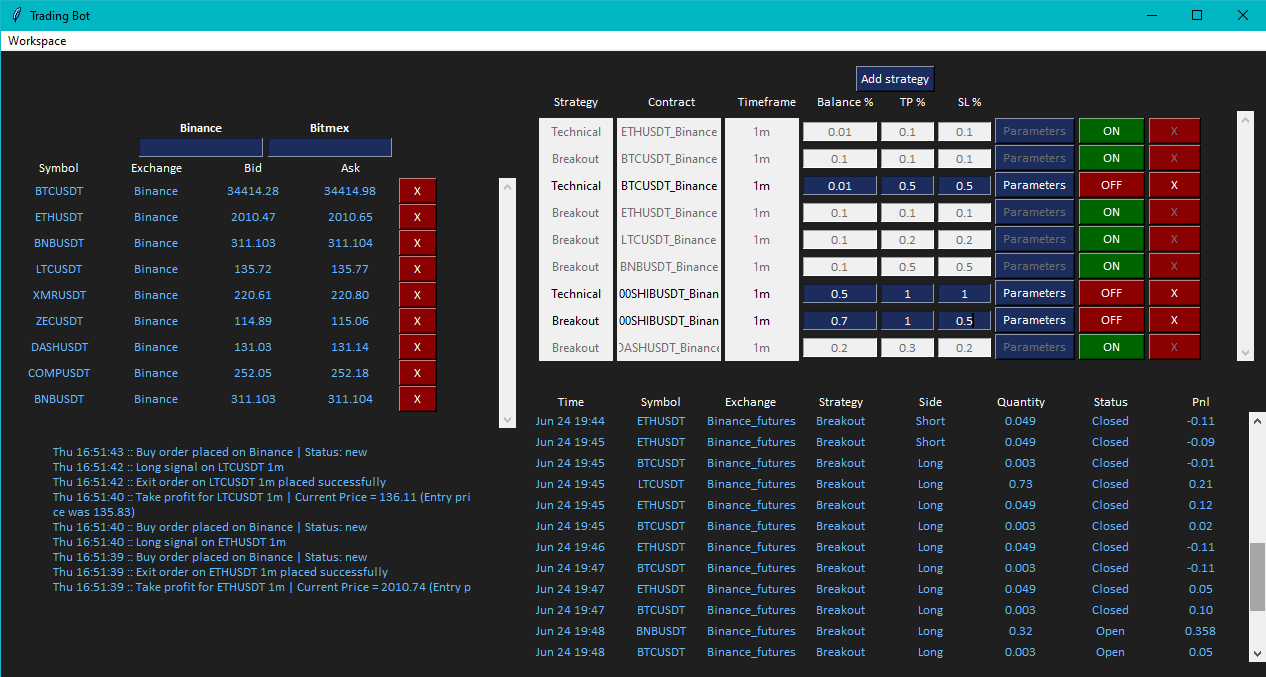 Trading Bot
Workspace
Binance Bitmex
Symbol Exchange Bid Ask
BTCUSDT Binance 34414.28 34414.98 X
ETHUSDT Binance 2010.47 2010.65 X
BNBUSDT Binance 311.103 311.104 X
LTCUSDT Binance 135.72 135.77 X
XMRUSDT Binance 220.61 220.80 X
ZECUSDT Binance 114.89 115.06 X
DASHUSDT Binance 131.03 131.14 X
COMPUSDT Binance 252.05 252.18 X
BNBUSDT Binance 311.103 311.104 X
Thu 16:51:43 :: Buy order placed on Binance | Status: new
Thu 16:51:42 :: Long signal on LTCUSDT 1m
Thu 16:51:42 :: Exit order on LTCUSDT 1m placed successfully
Thu 16:51:40 :: Take profit for LTCUSDT 1m | Current Price = 136.11 (Entry pri
ce was 135.83)
Thu 16:51:40 :: Buy order placed on Binance | Status: new
Thu 16:51:40 :: Long signal on ETHUSDT 1m
Thu 16:51:39 :: Buy order placed on Binance | Status: new
Thu 16:51:39 :: Exit order on ETHUSDT 1m placed successfully
Thu 16:51:39 :: Take profit for ETHUSDT 1m | Current Price = 2010.74 (Entry p
Add strategy
Strategy Contract Timeframe Balance % TP % SL %
Technical ETHUSDT_Binance 1m 0.01 0.1 0.1 Parameters ON X
Breakout BTCUSDT_Binance 1m 0.1 0.1 0.1 Parameters ON X
Technical BTCUSDT_Binance 1m 0.01 0.5 0.5 Parameters OFF X
Breakout ETHUSDT_Binance 1m 0.1 0.1 0.1 Parameters ON X
Breakout LTCUSDT_Binance 1m 0.1 0.2 0.2 Parameters ON X
Breakout BNBUSDT_Binance 1m 0.1 0.5 0.5 Parameters ON X
Technical 00SHIBUSDT_Binan 1m 0.5 1 1 Parameters OFF X
Breakout 00SHIBUSDT_Binan 1m 0.7 1 0.5 Parameters OFF X
Breakout DASHUSDT_Binance 1m 0.2 0.3 0.2 Parameters ON X
Time Symbol Exchange Strategy Side Quantity Status Pnl
Jun 24 19:44 ETHUSDT Binance_futures Breakout Short 0.049 Closed -0.11
Jun 24 19:45 ETHUSDT Binance_futures Breakout Short 0.049 Closed -0.09
Jun 24 19:45 BTCUSDT Binance_futures Breakout Long 0.003 Closed -0.01
Jun 24 19:45 LTCUSDT Binance_futures Breakout Long 0.73 Closed 0.21
Jun 24 19:45 ETHUSDT Binance_futures Breakout Long 0.049 Closed 0.12
Jun 24 19:45 BTCUSDT Binance_futures Breakout Long 0.003 Closed 0.02
Jun 24 19:46 ETHUSDT Binance_futures Breakout Long 0.049 Closed -0.11
Jun 24 19:47 BTCUSDT Binance_futures Breakout Long 0.003 Closed -0.11
Jun 24 19:47 ETHUSDT Binance_futures Breakout Long 0.049 Closed 0.05
Jun 24 19:47 BTCUSDT Binance_futures Breakout Long 0.003 Closed 0.10
Jun 24 19:48 BNBUSDT Binance_futures Breakout Long 0.32 Open 0.358
Jun 24 19:48 BTCUSDT Binance_futures Breakout Long 0.003 Open 0.05